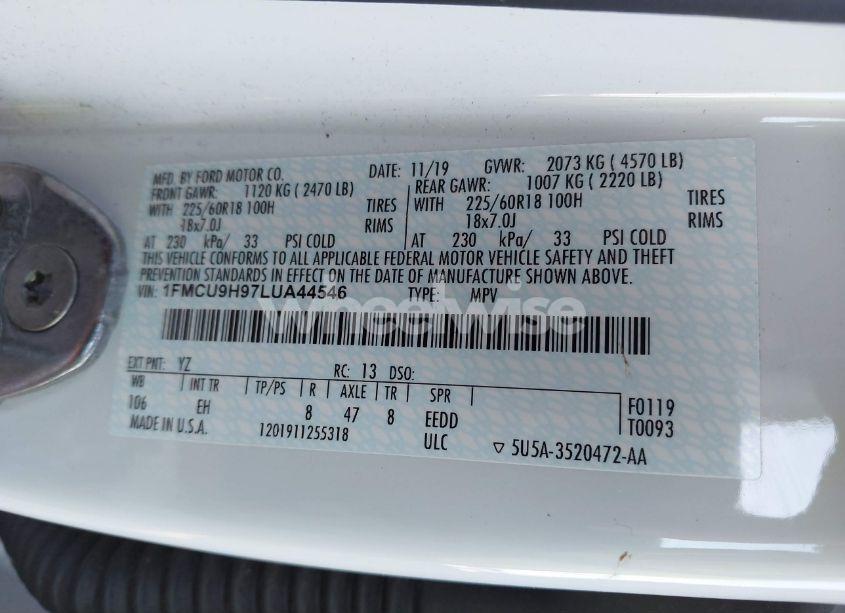 MFD. BY FORD MOTOR CO. DATE: 11/19 GVWR: 2073 KG ( 4570 LB)
FRONT GAWR: 1120 KG ( 2470 LB) REAR GAWR: 1007 KG ( 2220 LB)
WITH 225/60R18 100H TIRES WITH 225/60R18 100H TIRES
18x7.0J RIMS 18x7.0J RIMS
AT 230 kPa/ 33 PSI COLD AT 230 kPa/ 33 PSI COLD
THIS VEHICLE CONFORMS TO ALL APPLICABLE FEDERAL MOTOR VEHICLE SAFETY AND THEFT
PREVENTION STANDARDS IN EFFECT ON THE DATE OF MANUFACTURE SHOWN ABOVE.
VIN: 1FMCU9H97LUA44546 TYPE: MPV
wheelwise
EXT PNT: YZ RC: 13 DSO:
WB INT TR TP/PS R AXLE TR SPR
106 EH 8 47 8 EEDD F0119
MADE IN U.S.A. 1201911255318 ULC T0093
▽ 5U5A-3520472-AA